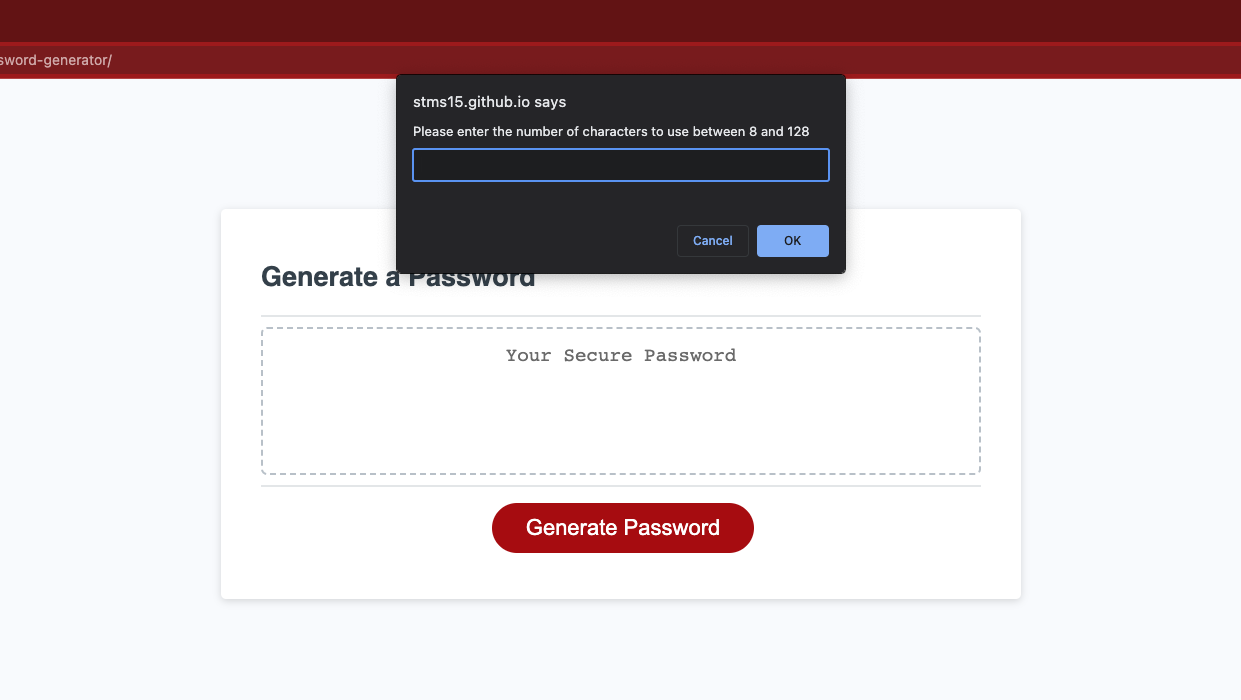 sword-generator/
stms15.github.io says
Please enter the number of characters to use between 8 and 128
Cancel
OK
Generate a Password
Your Secure Password
Generate Password